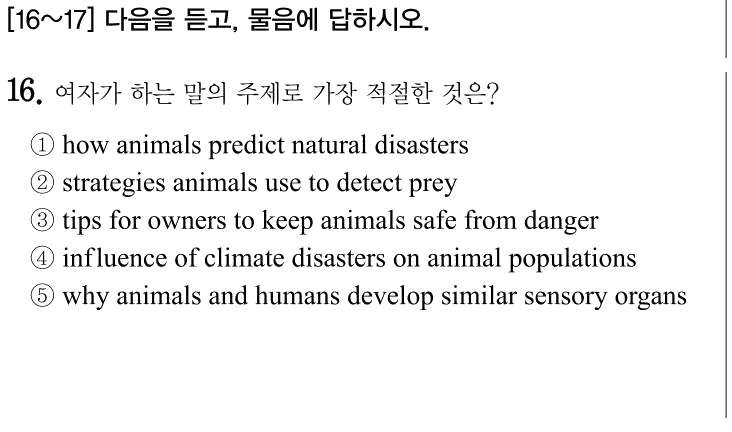 [16～17] 다음을 듣고, 물음에 답하시오.
16. 여자가 하는 말의 주제로 가장 적절한 것은?
① how animals predict natural disasters
② strategies animals use to detect prey
③ tips for owners to keep animals safe from danger
④ influence of climate disasters on animal populations
⑤ why animals and humans develop similar sensory organs